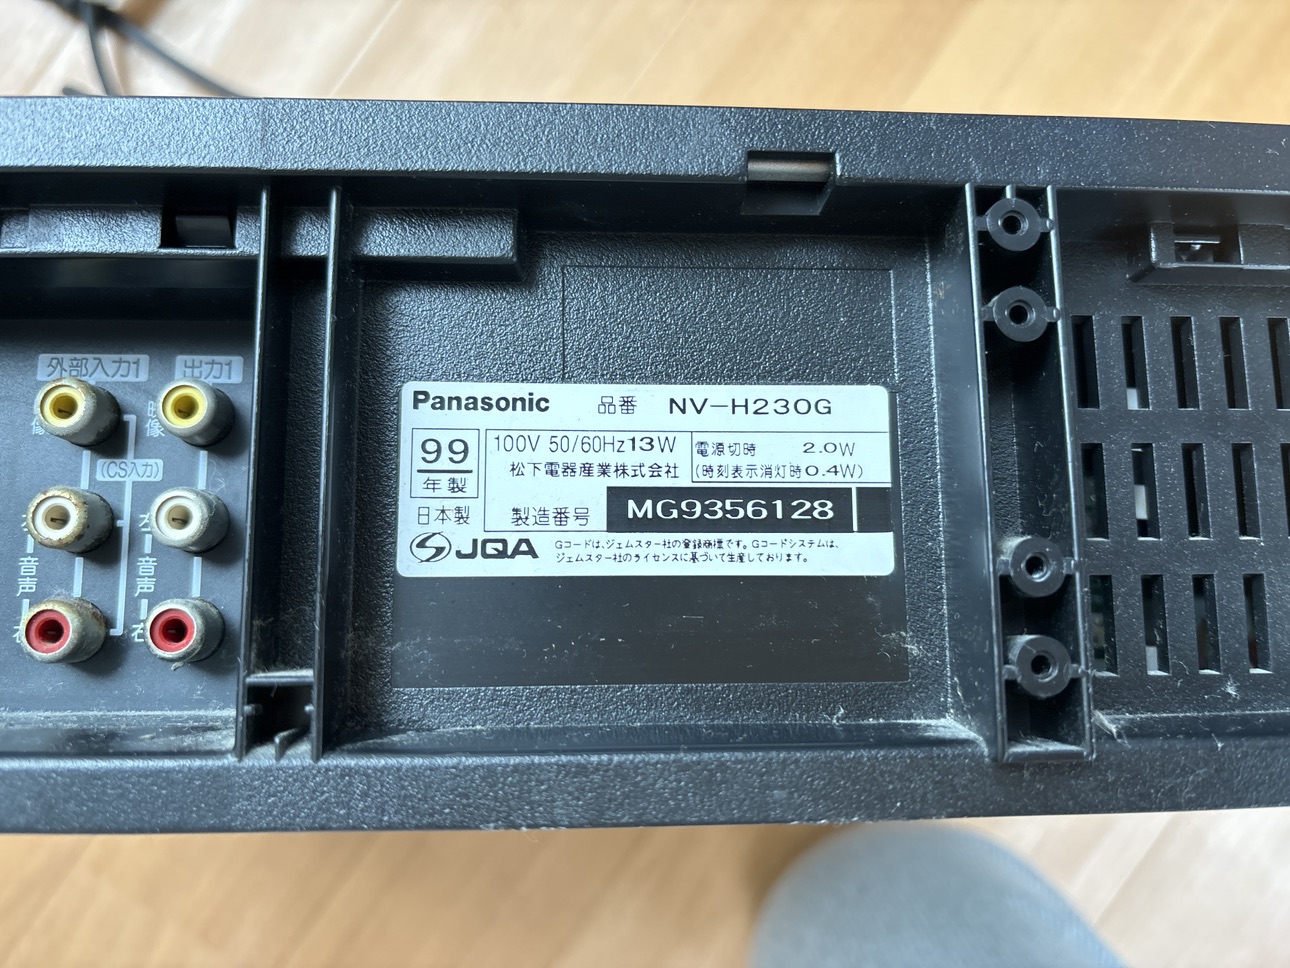 外部入力1 出力1
映像 映像
(CS入力)
左 左
音声 音声
右 右
Panasonic 品番 NV-H230G
99 年製
100V 50/60Hz 13W
松下電器産業株式会社
電源切時 2.0W
(時刻表示消灯時0.4W)
日本製
製造番号 MG9356128
JQA
Gコードは、ジェムスター社の登録商標です。Gコードシステムは、
ジェムスター社のライセンスに基づいて生産しております。